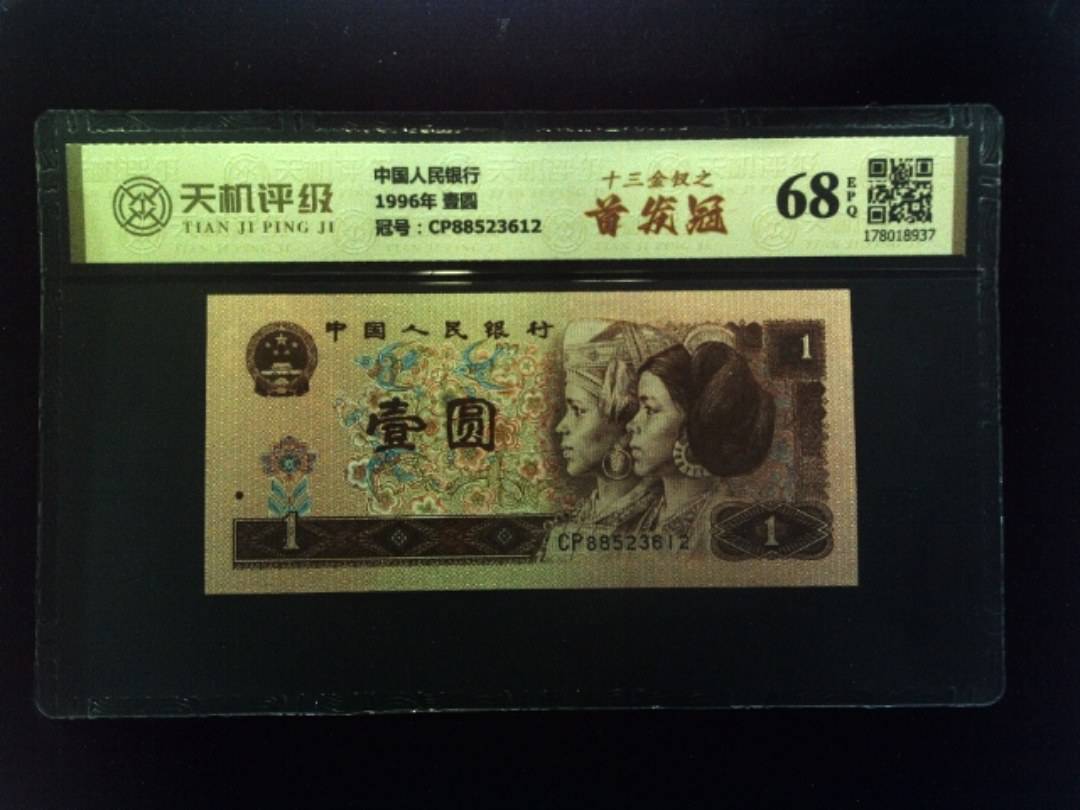 天机评级
TIAN JI PING JI
中国人民银行
1996年 壹圆
冠号：CP88523612
十三金钗之
首发冠
68
EPQ
178018937
中国人民银行
1
壹圆
1
CP88523612
1